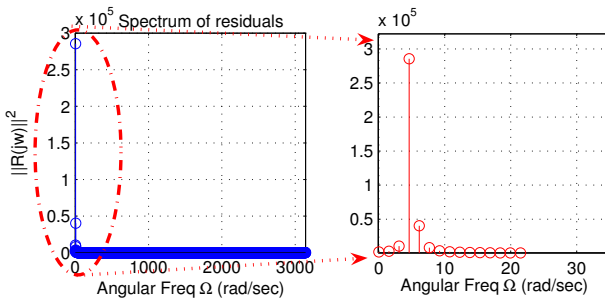 x 10^5 Spectrum of residuals
3
2.5
2
1.5
1
0.5
0
||R(jw)||^2
0 1000 2000 3000
Angular Freq Ω (rad/sec)
x 10^5
3
2.5
2
1.5
1
0.5
0
0 10 20 30
Angular Freq Ω (rad/sec)